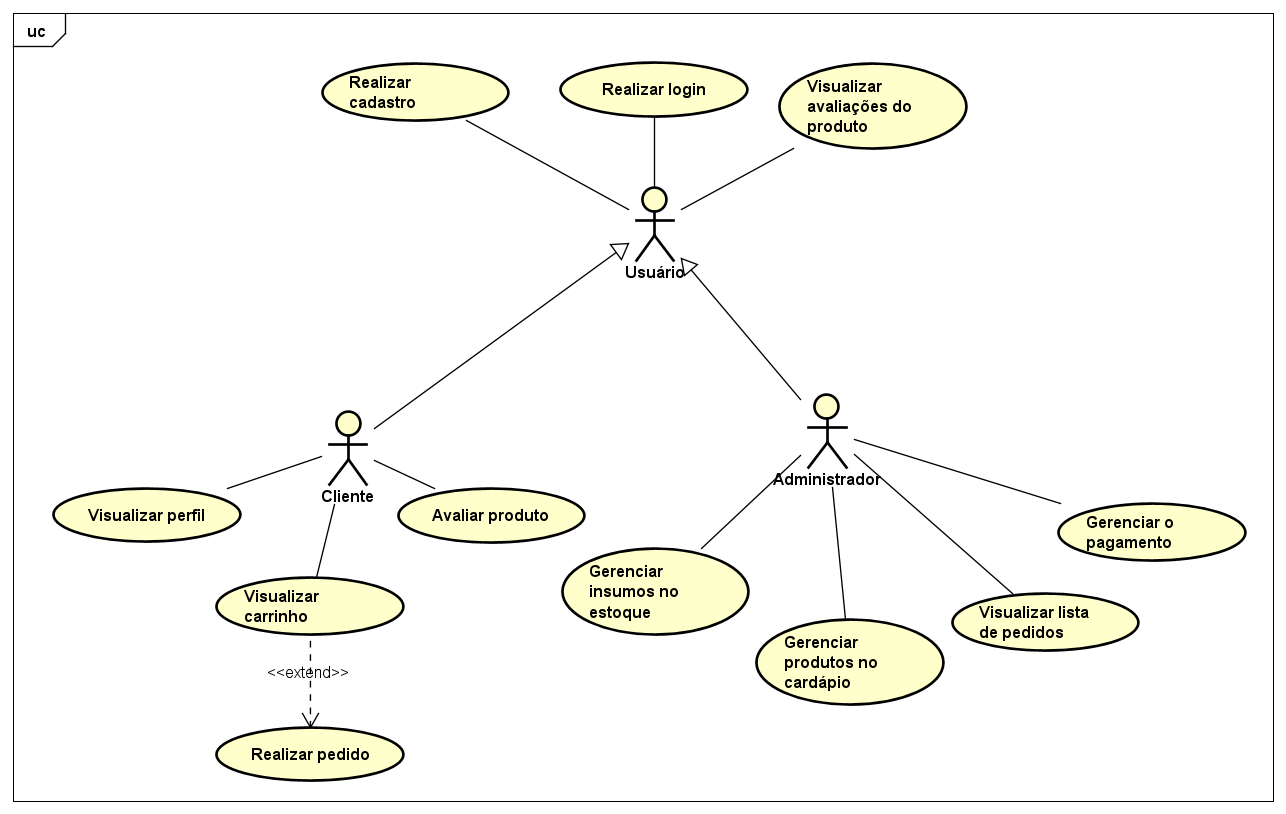 uc
Realizar
cadastro
Realizar login
Visualizar
avaliações do
produto
Usuário
Cliente
Administrador
Visualizar perfil
Avaliar produto
Visualizar
carrinho
<<extend>>
Realizar pedido
Gerenciar
insumos no
estoque
Gerenciar
produtos no
cardápio
Visualizar lista
de pedidos
Gerenciar o
pagamento